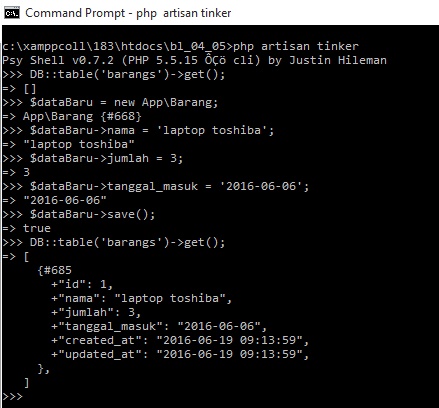 Command Prompt - php  artisan tinker
c:\xamppcoll\183\htdocs\bl_04_05>php artisan tinker
Psy Shell v0.7.2 (PHP 5.5.15 ÔÇö cli) by Justin Hileman
>>> DB::table('barangs')->get();
=> []
>>> $dataBaru = new App\Barang;
=> App\Barang {#668}
>>> $dataBaru->nama = 'laptop toshiba';
=> "laptop toshiba"
>>> $dataBaru->jumlah = 3;
=> 3
>>> $dataBaru->tanggal_masuk = '2016-06-06';
=> "2016-06-06"
>>> $dataBaru->save();
=> true
>>> DB::table('barangs')->get();
=> [
{#685
+"id": 1,
+"nama": "laptop toshiba",
+"jumlah": 3,
+"tanggal_masuk": "2016-06-06",
+"created_at": "2016-06-19 09:13:59",
+"updated_at": "2016-06-19 09:13:59",
},
]
>>>